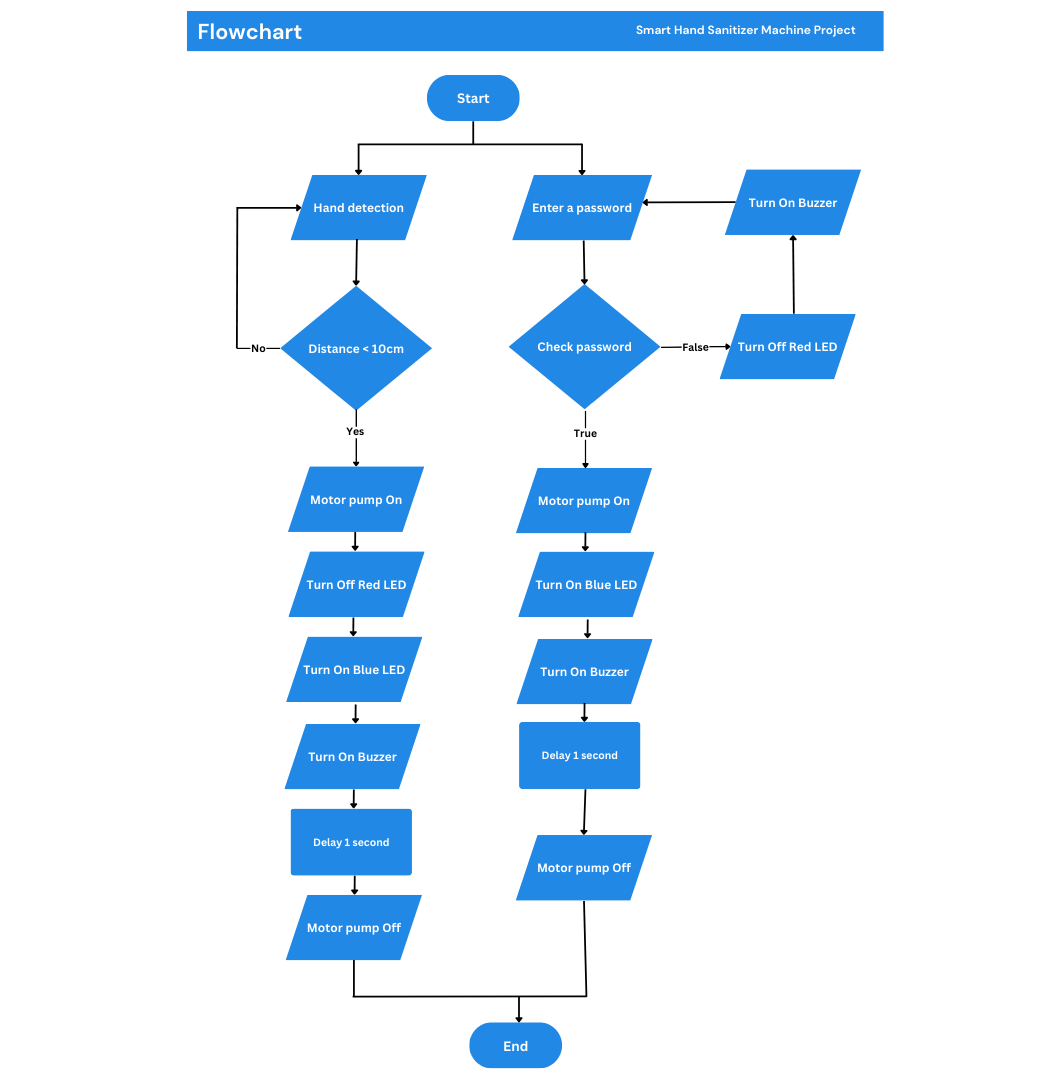 Flowchart
Smart Hand Sanitizer Machine Project
Start
Hand detection
Enter a password
Turn On Buzzer
Distance < 10cm
No
Check password
False
Turn Off Red LED
Yes
True
Motor pump On
Motor pump On
Turn Off Red LED
Turn On Blue LED
Turn On Blue LED
Turn On Buzzer
Turn On Buzzer
Delay 1 second
Delay 1 second
Motor pump Off
Motor pump Off
End